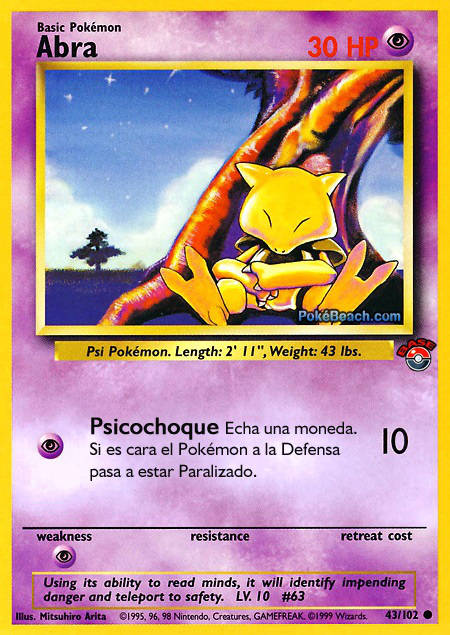 Basic Pokémon
Abra 30 HP
PokéBeach.com
Psi Pokémon. Length: 2' 11", Weight: 43 lbs.
BASE
Psicochoque Echa una moneda.
Si es cara el Pokémon a la Defensa
pasa a estar Paralizado.
10
weakness resistance retreat cost
Using its ability to read minds, it will identify impending
danger and teleport to safety. LV. 10 #63
Illus. Mitsuhiro Arita ©1995, 96, 98 Nintendo, Creatures, GAMEFREAK. ©1999 Wizards. 43/102